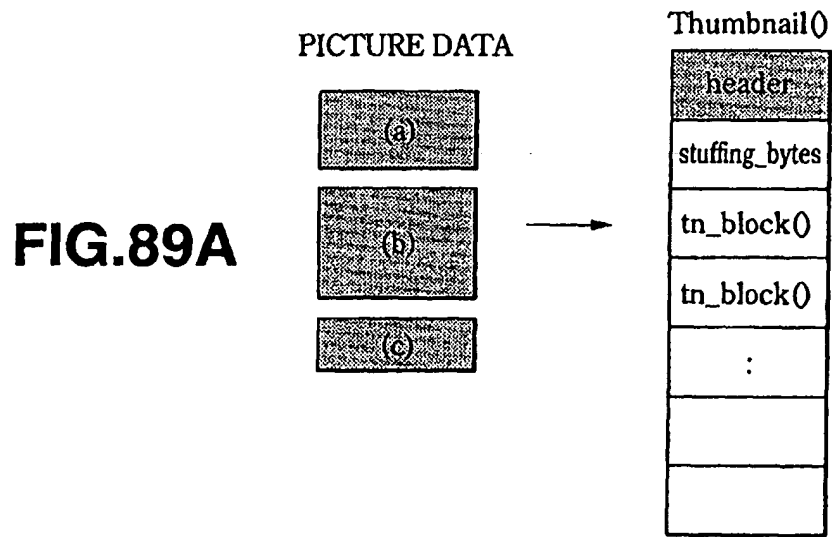 FIG.89A
PICTURE DATA
(a)
(b)
(c)
Thumbnail()
header
stuffing_bytes
tn_block()
tn_block()
: